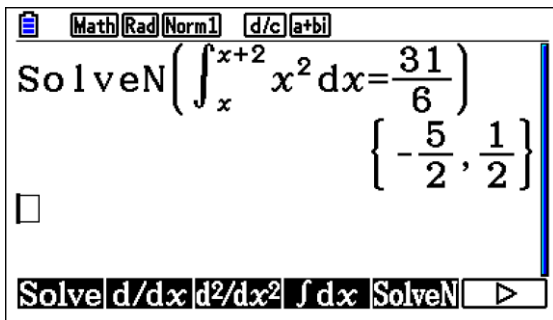 Math Rad Norm1 d/c a+bi
SolveN(∫ₓˣ⁺² x²dx=31/6)
{-5/2, 1/2}
Solve d/dx d²/dx² ∫dx SolveN ▷